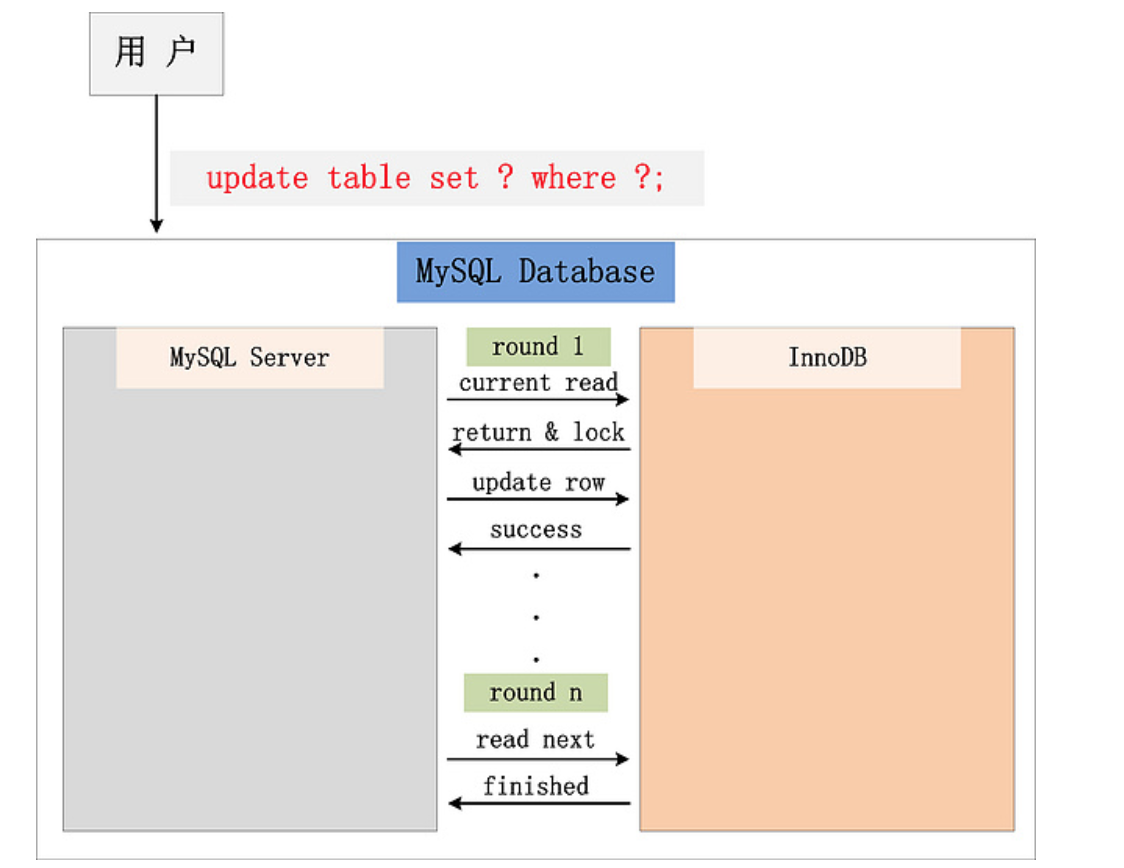 用 户
update table set ? where ?;
MySQL Database
MySQL Server
round 1
InnoDB
current read
return & lock
update row
success
.
.
.
round n
read next
finished